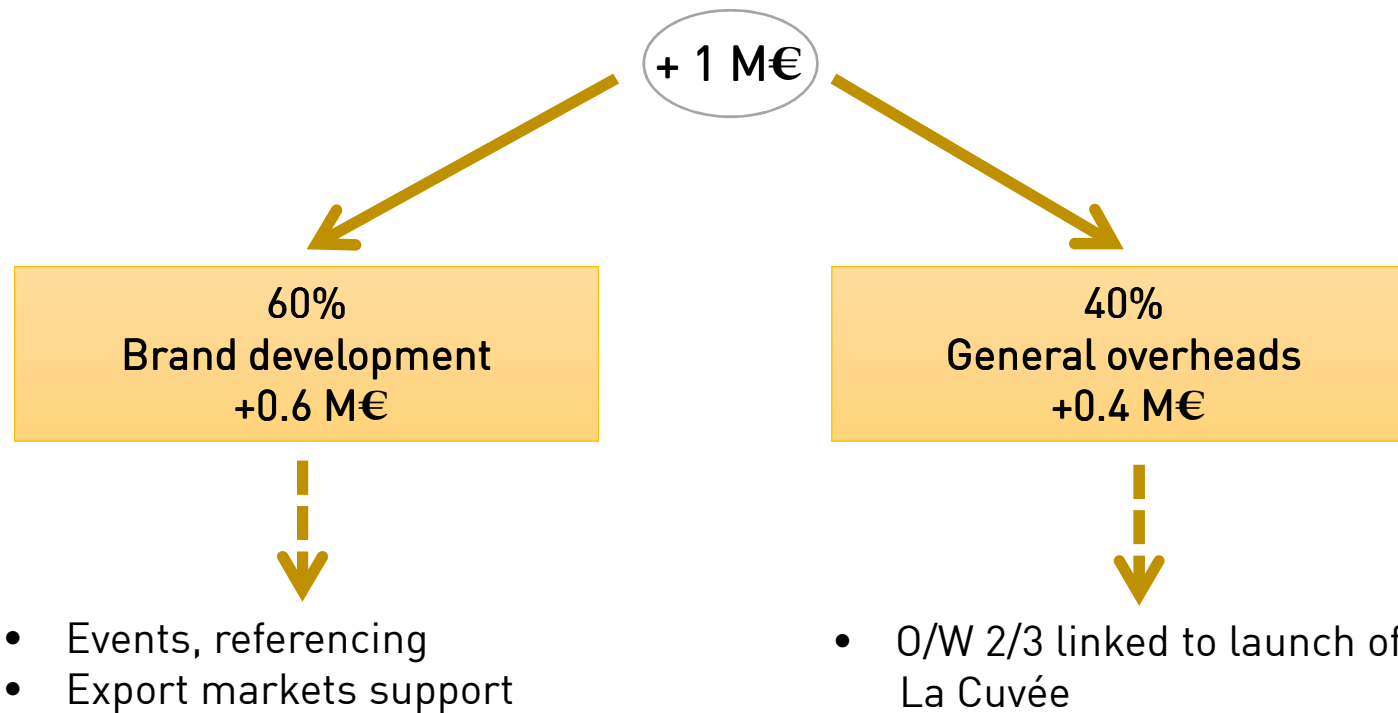 + 1 M€
60%
Brand development
+0.6 M€
40%
General overheads
+0.4 M€
• Events, referencing
• Export markets support
• O/W 2/3 linked to launch of
La Cuvée